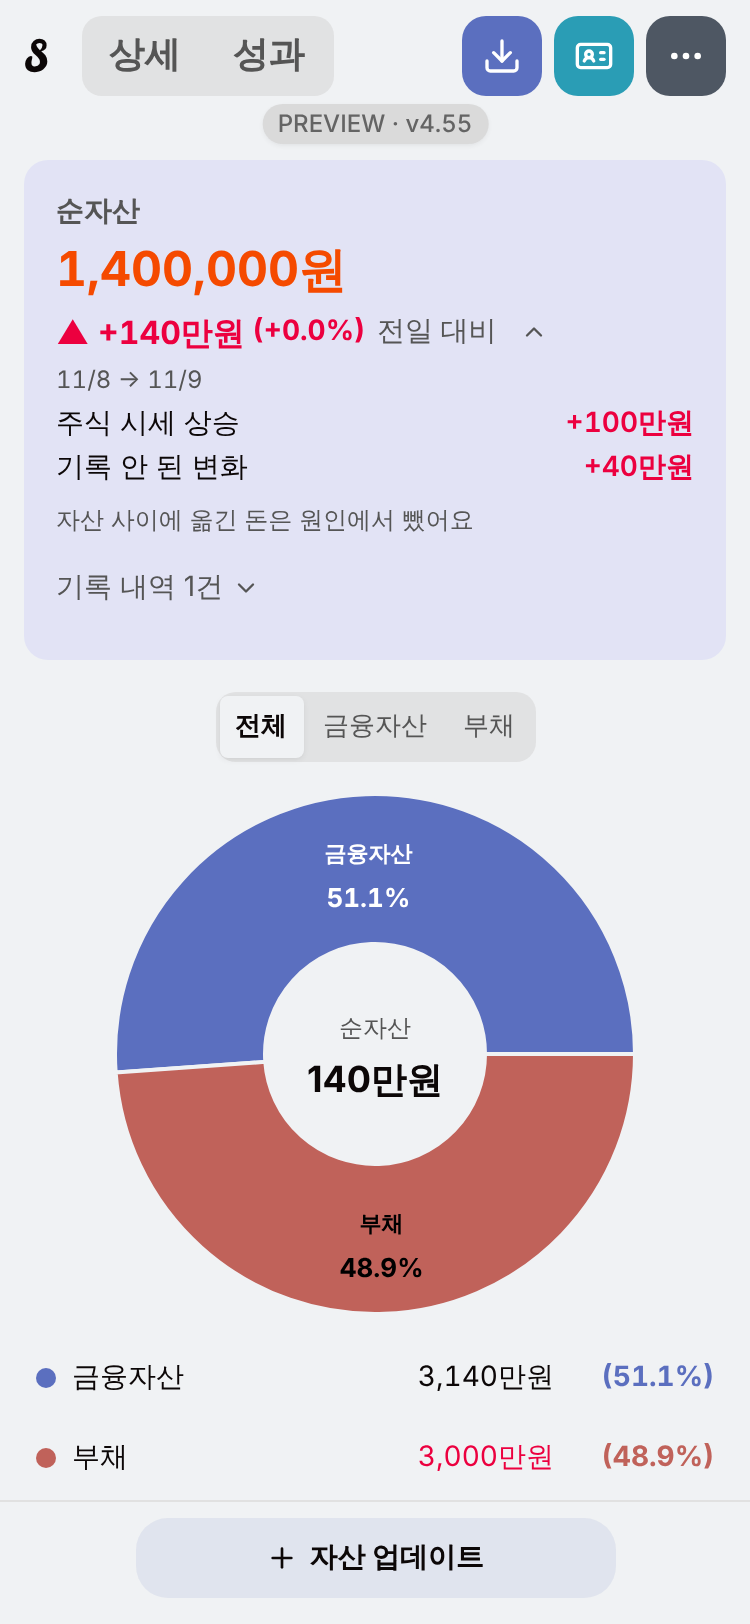 상세 성과
PREVIEW · v4.55
순자산
1,400,000원
▲ +140만원 (+0.0%) 전일 대비
11/8 → 11/9
주식 시세 상승 +100만원
기록 안 된 변화 +40만원
자산 사이에 옮긴 돈은 원인에서 뺐어요
기록 내역 1건
전체 금융자산 부채
금융자산
51.1%
순자산
140만원
부채
48.9%
금융자산 3,140만원 (51.1%)
부채 3,000만원 (48.9%)
+ 자산 업데이트